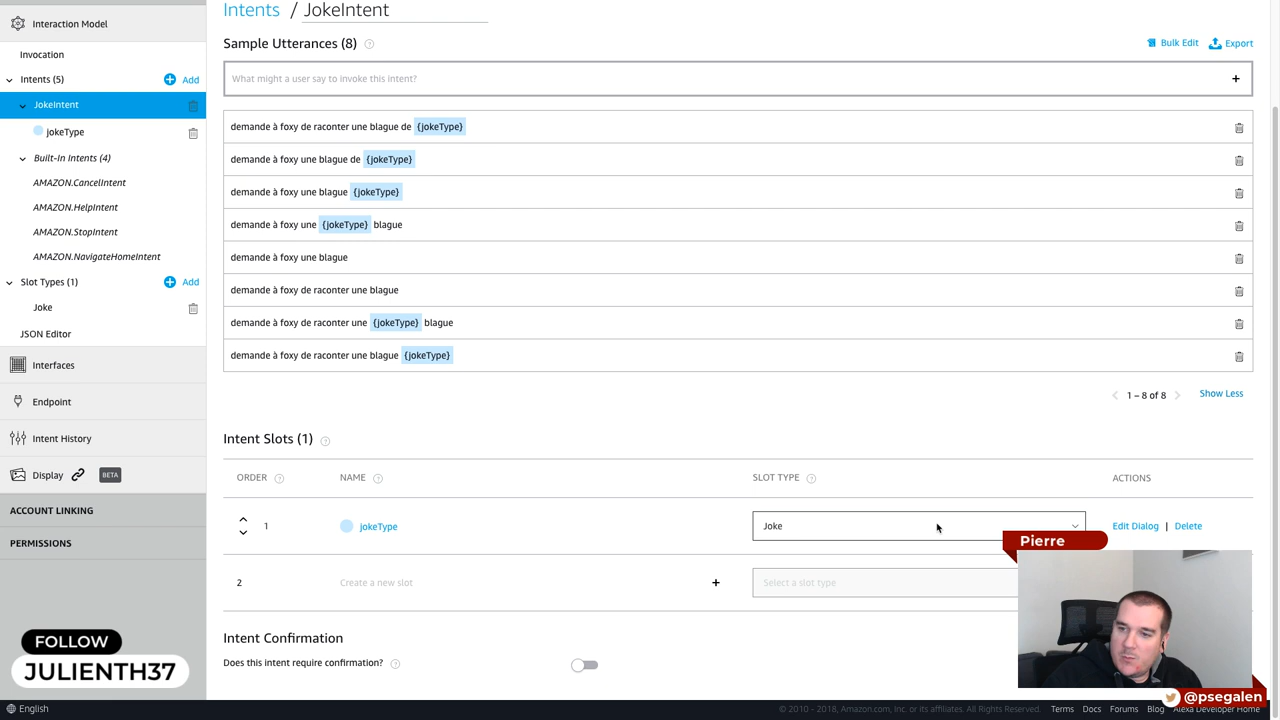 Interaction Model
Invocation
Intents (5)
Add
JokeIntent
jokeType
Built-In Intents (4)
AMAZON.CancelIntent
AMAZON.HelpIntent
AMAZON.StopIntent
AMAZON.NavigateHomeIntent
Slot Types (1)
Add
Joke
JSON Editor
Interfaces
Endpoint
Intent History
Display
BETA
ACCOUNT LINKING
PERMISSIONS
FOLLOW
JULIENTH37
English
Intents / JokeIntent
Sample Utterances (8)
Bulk Edit
Export
What might a user say to invoke this intent?
demande à foxy de raconter une blague de {jokeType}
demande à foxy une blague de {jokeType}
demande à foxy une blague {jokeType}
demande à foxy une {jokeType} blague
demande à foxy une blague
demande à foxy de raconter une blague
demande à foxy de raconter une {jokeType} blague
demande à foxy de raconter une blague {jokeType}
1 – 8 of 8
Show Less
Intent Slots (1)
ORDER NAME SLOT TYPE ACTIONS
1 jokeType Joke Edit Dialog | Delete
2 Create a new slot + Select a slot type
Intent Confirmation
Does this intent require confirmation?
Pierre
@psegalen
© 2010 - 2018, Amazon.com, Inc. or its affiliates. All Rights Reserved.
Terms Docs Forums Blog Alexa Developer Home